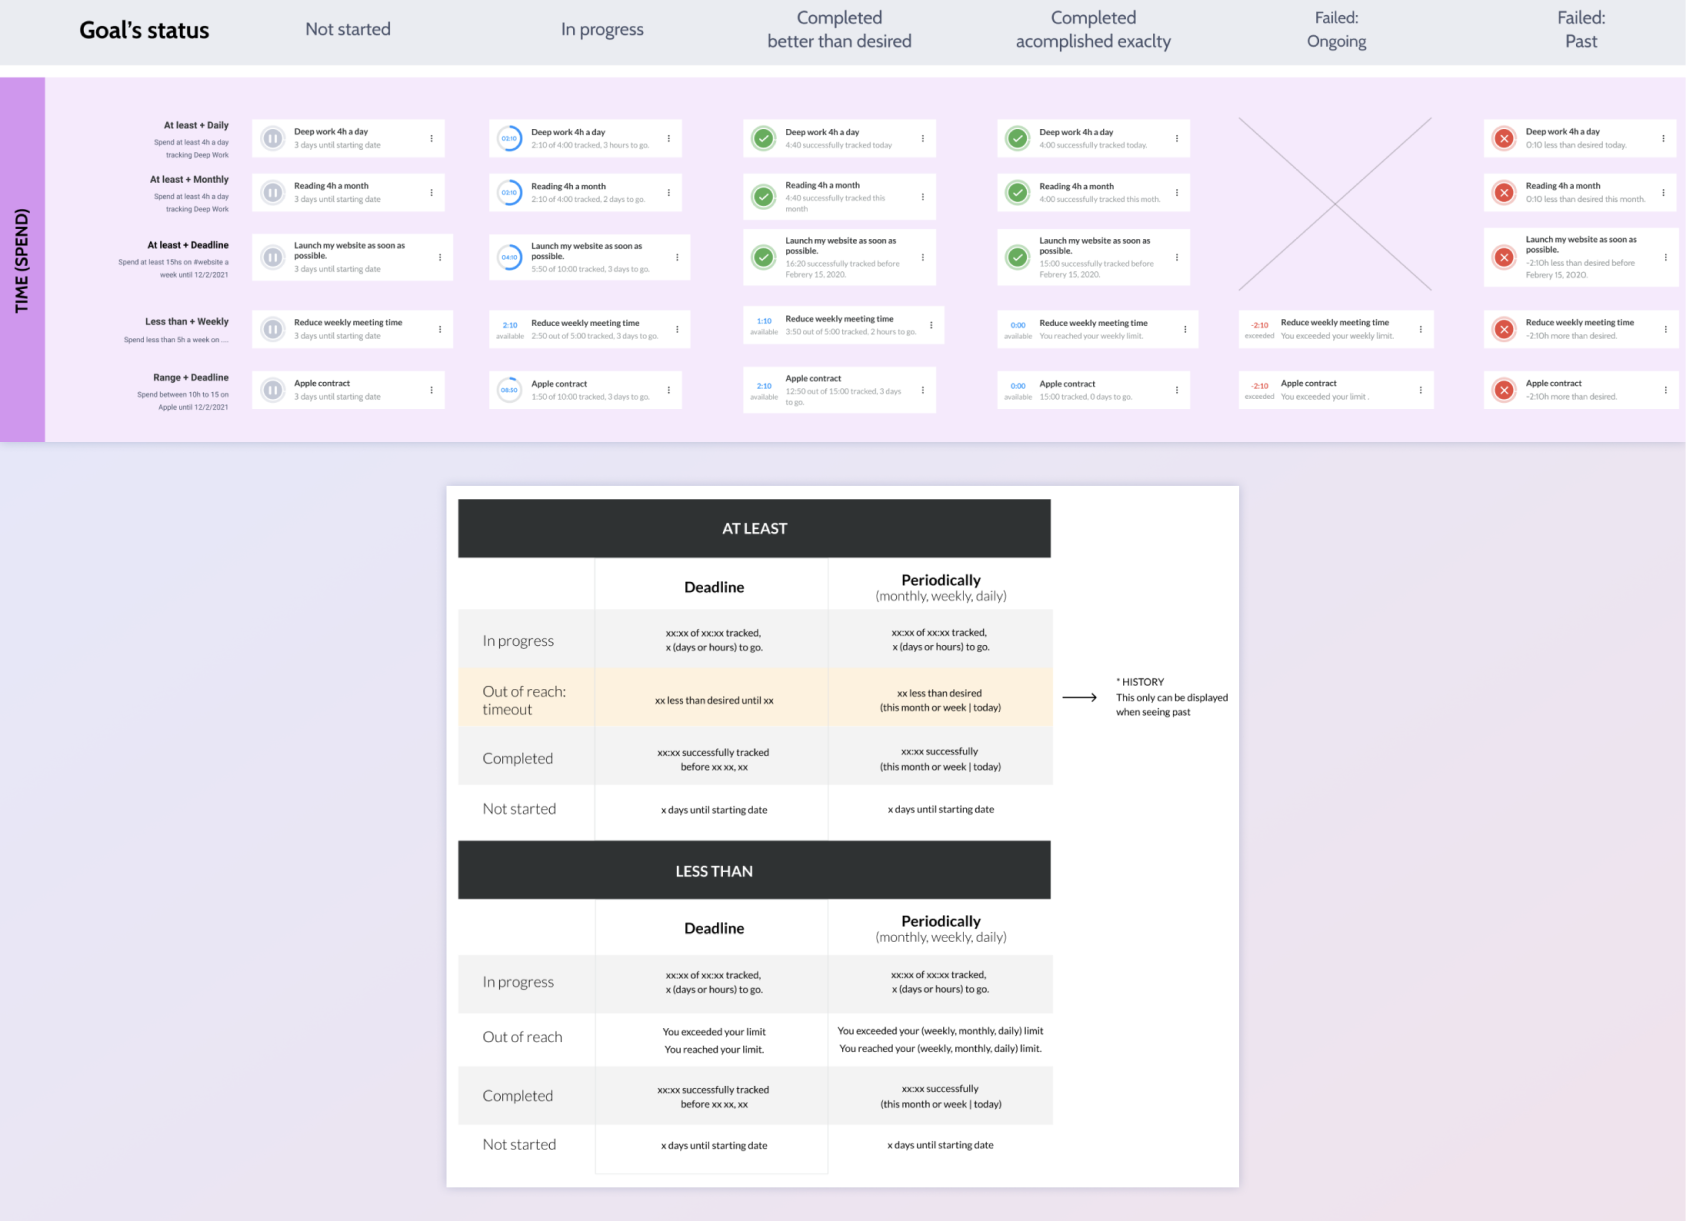 Goal's status
Not started
In progress
Completed
better than desired
Completed
acomplished exaclty
Failed:
Ongoing
Failed:
Past
TIME (SPEND)
At least + Daily
Spend at least 4h a day
tracking Deep Work
Deep work 4h a day
3 days until starting date
03:10
Deep work 4h a day
2:10 of 4:00 tracked, 3 hours to go.
Deep work 4h a day
4:40 successfully tracked today
Deep work 4h a day
4:00 successfully tracked today.
Deep work 4h a day
0:10 less than desired today.
At least + Monthly
Spend at least 4h a day
tracking Deep Work
Reading 4h a month
3 days until starting date
03:10
Reading 4h a month
2:10 of 4:00 tracked, 2 days to go.
Reading 4h a month
4:40 successfully tracked this
month
Reading 4h a month
4:00 successfully tracked this moth.
Reading 4h a month
0:10 less than desired this month.
At least + Deadline
Spend at least 15hs on #website a
week until 12/2/2021
Launch my website as soon as
possible.
3 days until starting date
04:10
Launch my website as soon as
possible.
5:50 of 10:00 tracked, 3 days to go.
Launch my website as soon as
possible.
16:20 successfully tracked before
Febrery 15, 2020.
Launch my website as soon as
possible.
15:00 successfully tracked before
Febrery 15, 2020.
Launch my website as soon as
possible.
-2:10h less than desired before
Febrery 15, 2020.
Less than + Weekly
Spend less than 5h a week on....
Reduce weekly meeting time
3 days until starting date
2:10
available
Reduce weekly meeting time
2:50 out of 5:00 tracked, 3 days to go.
1:10
available
Reduce weekly meeting time
3:50 out of 5:00 tracked, 2 hours to go.
0:00
available
Reduce weekly meeting time
You reached your weekly limit.
-2:10
exceeded
Reduce weekly meeting time
You exceeded your weekly limit.
Reduce weekly meeting time
-2:10h more than desired.
Range + Deadline
Spend between 10h to 15 on
Apple until 12/2/2021
Apple contract
3 days until starting date
08:50
Apple contract
1:50 of 10:00 tracked, 3 days to go.
2:10
available
Apple contract
12:50 out of 15:00 tracked, 3 days
to go.
0:00
available
Apple contract
15:00 tracked, 0 days to go.
-2:10
exceeded
Apple contract
You exceeded your limit .
Apple contract
-2:10h more than desired.
AT LEAST
Deadline
Periodically
(monthly, weekly, daily)
In progress
xx:xx of xx:xx tracked,
x (days or hours) to go.
xx:xx of xx:xx tracked,
x (days or hours) to go.
Out of reach:
timeout
xx less than desired until xx
xx less than desired
(this month or week | today)
* HISTORY
This only can be displayed
when seeing past
Completed
xx:xx successfully tracked
before xx xx, xx
xx:xx successfully
(this month or week | today)
Not started
x days until starting date
x days until starting date
LESS THAN
Deadline
Periodically
(monthly, weekly, daily)
In progress
xx:xx of xx:xx tracked,
x (days or hours) to go.
xx:xx of xx:xx tracked,
x (days or hours) to go.
Out of reach
You exceeded your limit
You reached your limit.
You exceeded your (weekly, monthly, daily) limit
You reached your (weekly, monthly, daily) limit.
Completed
xx:xx successfully tracked
before xx xx, xx
xx:xx successfully
(this month or week | today)
Not started
x days until starting date
x days until starting date